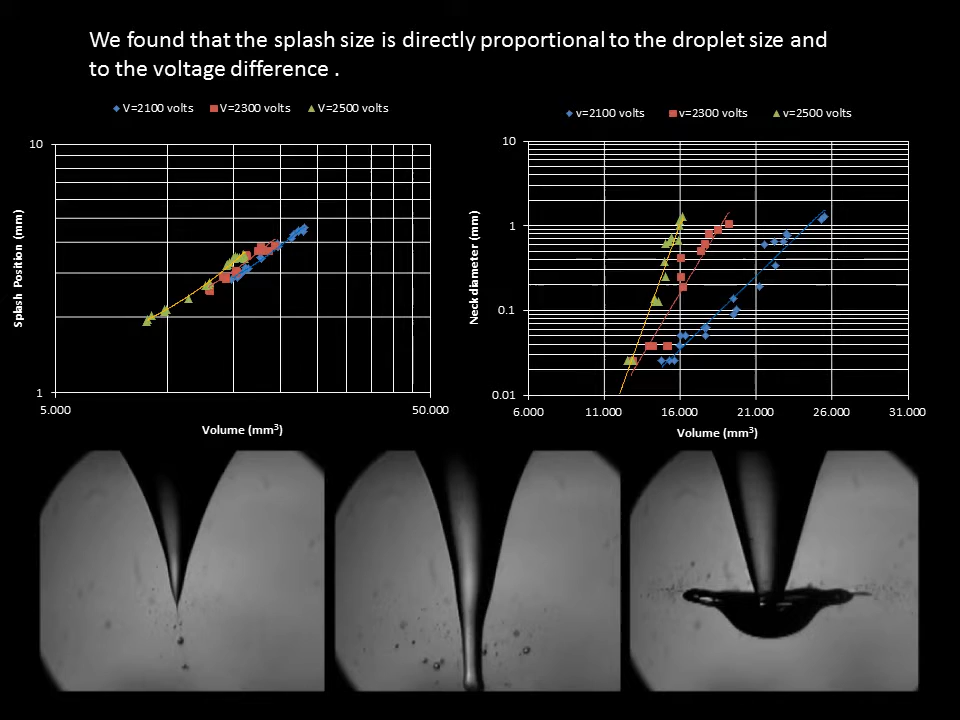 We found that the splash size is directly proportional to the droplet size and
to the voltage difference .
V=2100 volts V=2300 volts V=2500 volts
10
1
5.000 50.000
Splash Position (mm)
Volume (mm³)
v=2100 volts v=2300 volts v=2500 volts
10
1
0.1
0.01
6.000 11.000 16.000 21.000 26.000 31.000
Neck diameter (mm)
Volume (mm³)